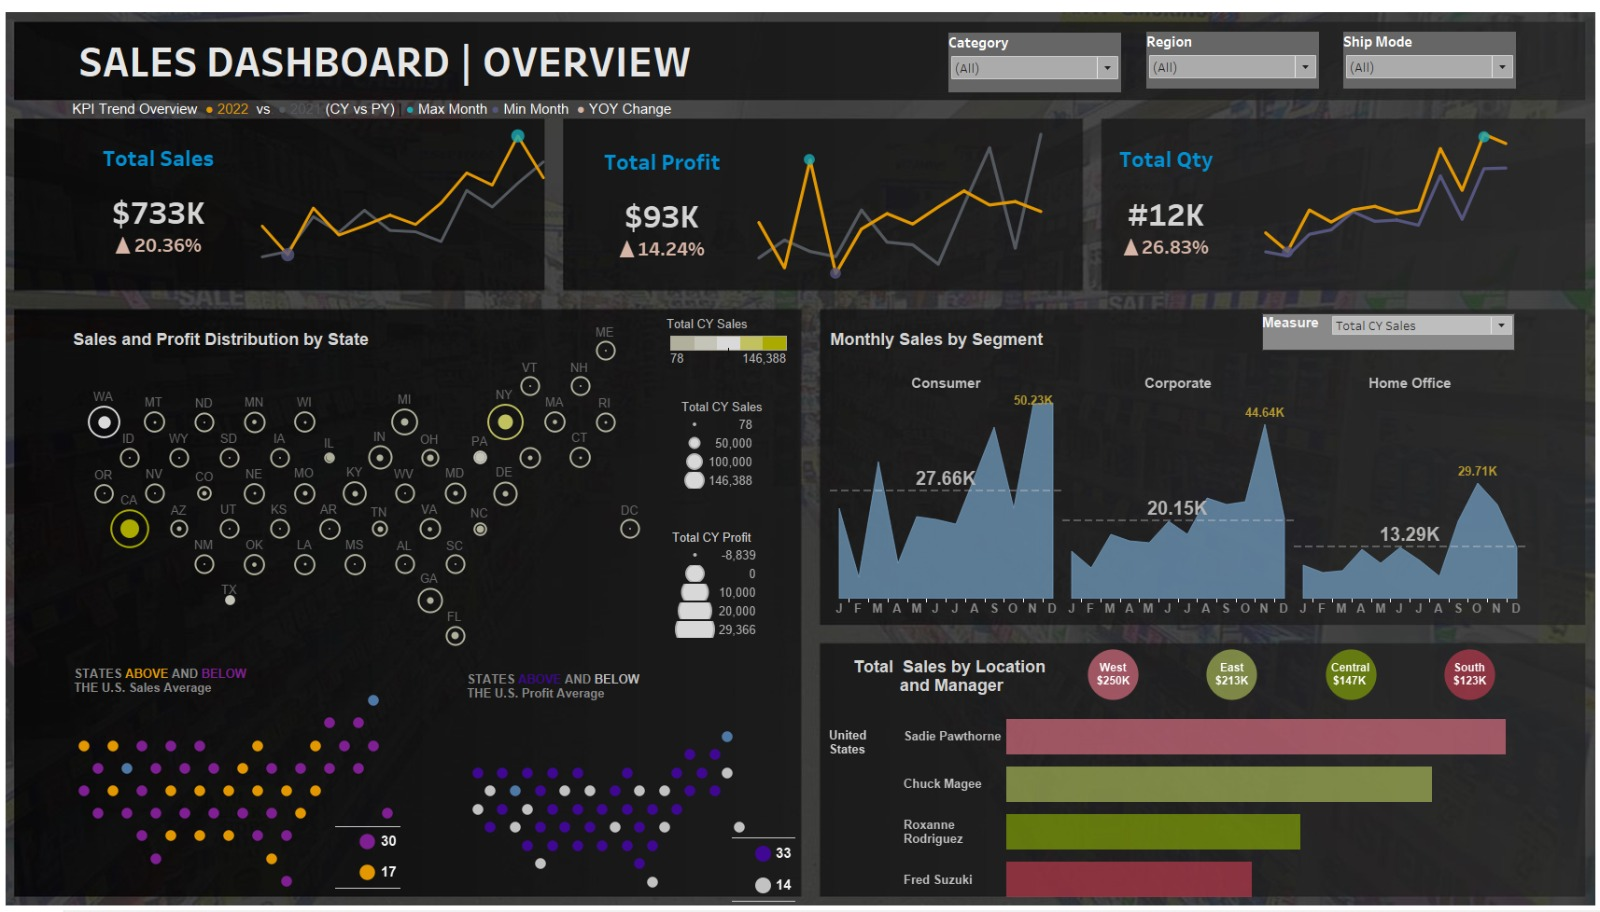 SALES DASHBOARD | OVERVIEW
Category
(All)
Region
(All)
Ship Mode
(All)
KPI Trend Overview ● 2022 vs ● 2021 (CY vs PY) | ● Max Month ● Min Month ● YOY Change
Total Sales
$733K
▲ 20.36%
Total Profit
$93K
▲ 14.24%
Total Qty
#12K
▲ 26.83%
SALE
SALE
Sales and Profit Distribution by State
ME
VT NH
WA MT ND MN WI MI NY MA RI
ID WY SD IA IL IN OH PA CT
OR NV CO NE MO KY WV MD DE
CA AZ UT KS AR TN VA NC DC
NM OK LA MS AL SC
TX GA
FL
Total CY Sales
78 146,388
Total CY Sales
78
50,000
100,000
146,388
Total CY Profit
-8,839
0
10,000
20,000
29,366
STATES ABOVE AND BELOW
THE U.S. Sales Average
30
17
STATES ABOVE AND BELOW
THE U.S. Profit Average
33
14
Monthly Sales by Segment
Measure
Total CY Sales
Consumer Corporate Home Office
50.23K
44.64K
29.71K
27.66K
20.15K
13.29K
J F M A M J J A S O N D J F M A M J J A S O N D J F M A M J J A S O N D
Total Sales by Location
and Manager
West
$250K
East
$213K
Central
$147K
South
$123K
United
States
Sadie Pawthorne
Chuck Magee
Roxanne
Rodriguez
Fred Suzuki